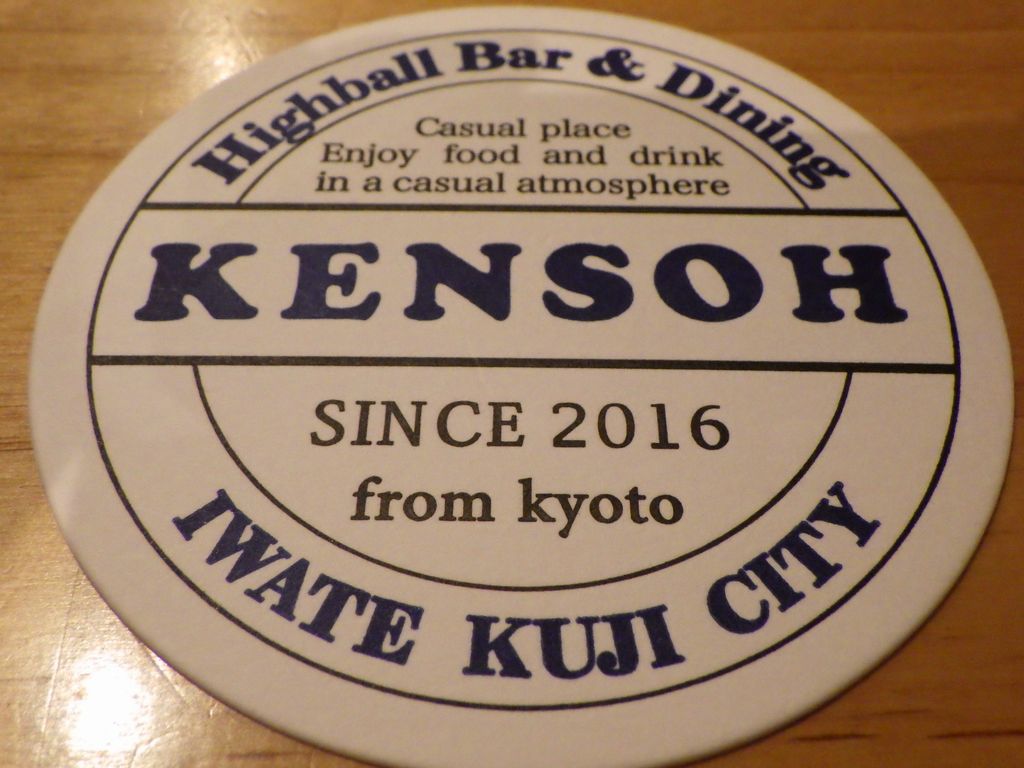 Highball Bar & Dining
Casual place
Enjoy food and drink
in a casual atmosphere
KENSOH
SINCE 2016
from kyoto
IWATE KUJI CITY